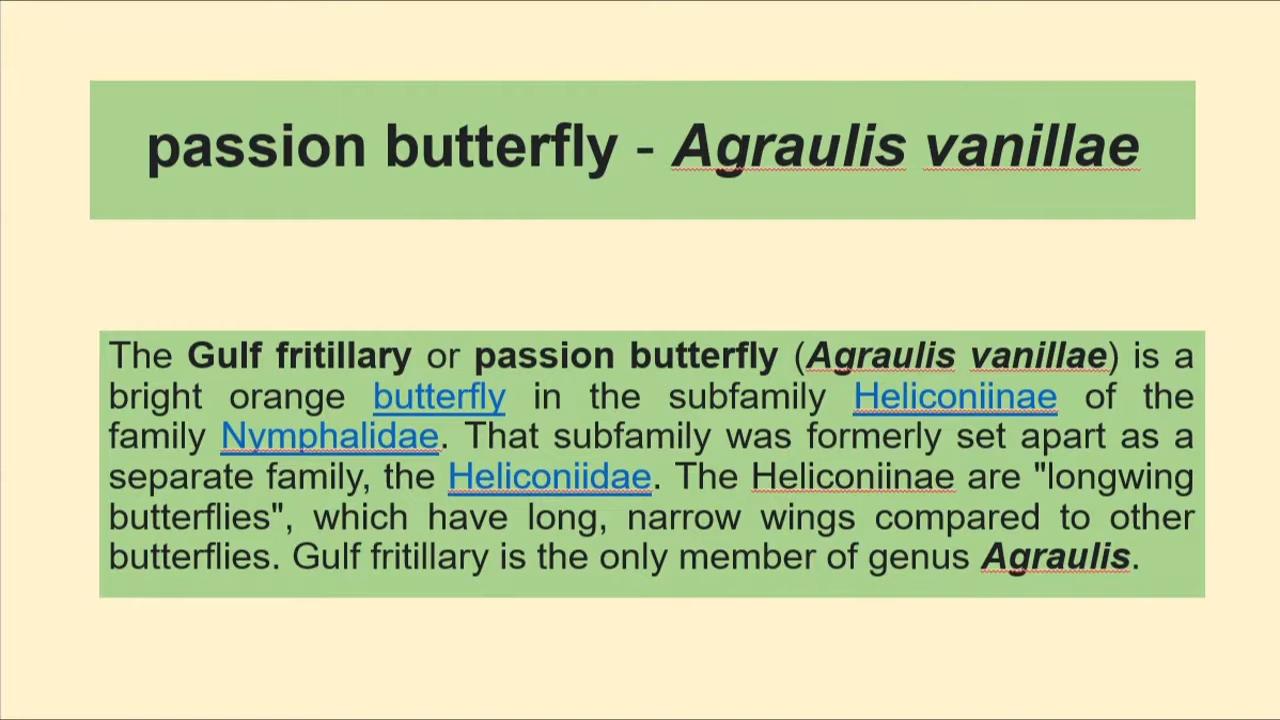 passion butterfly - Agraulis vanillae
The Gulf fritillary or passion butterfly (Agraulis vanillae) is a
bright orange butterfly in the subfamily Heliconiinae of the
family Nymphalidae. That subfamily was formerly set apart as a
separate family, the Heliconiidae. The Heliconiinae are "longwing
butterflies", which have long, narrow wings compared to other
butterflies. Gulf fritillary is the only member of genus Agraulis.